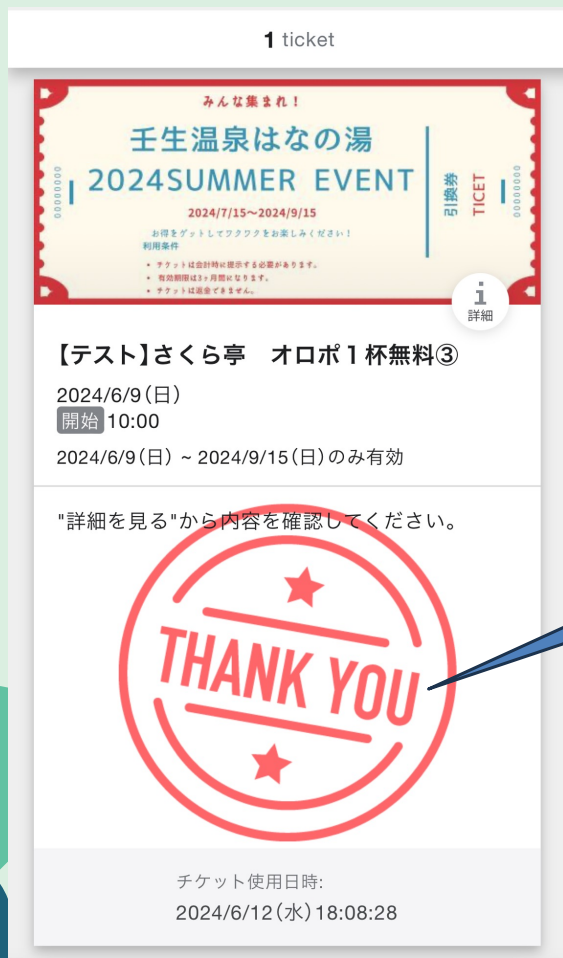 1 ticket
みんな集まれ！
壬生温泉はなの湯
2024SUMMER EVENT
2024/7/15〜2024/9/15
お得をゲットしてワクワクをお楽しみください！
利用条件
• チケットは会計時に提示する必要があります。
• 有効期限は3ヶ月間になります。
• チケットは返金できません。
00000000
引換券
TICET
00000000
i
詳細
【テスト】さくら亭　オロポ１杯無料③
2024/6/9(日)
開始 10:00
2024/6/9(日) ~ 2024/9/15(日)のみ有効
"詳細を見る"から内容を確認してください。
THANK YOU
チケット使用日時:
2024/6/12(水)18:08:28